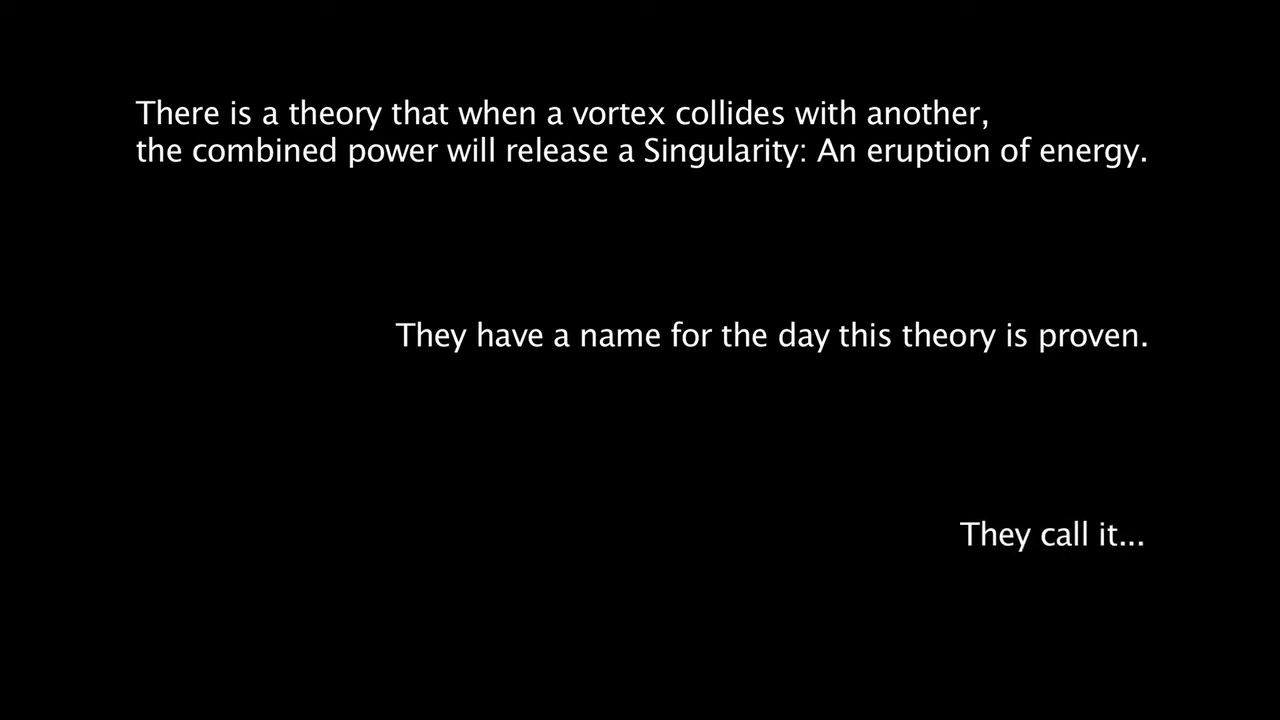 There is a theory that when a vortex collides with another,
the combined power will release a Singularity: An eruption of energy.
They have a name for the day this theory is proven.
They call it...